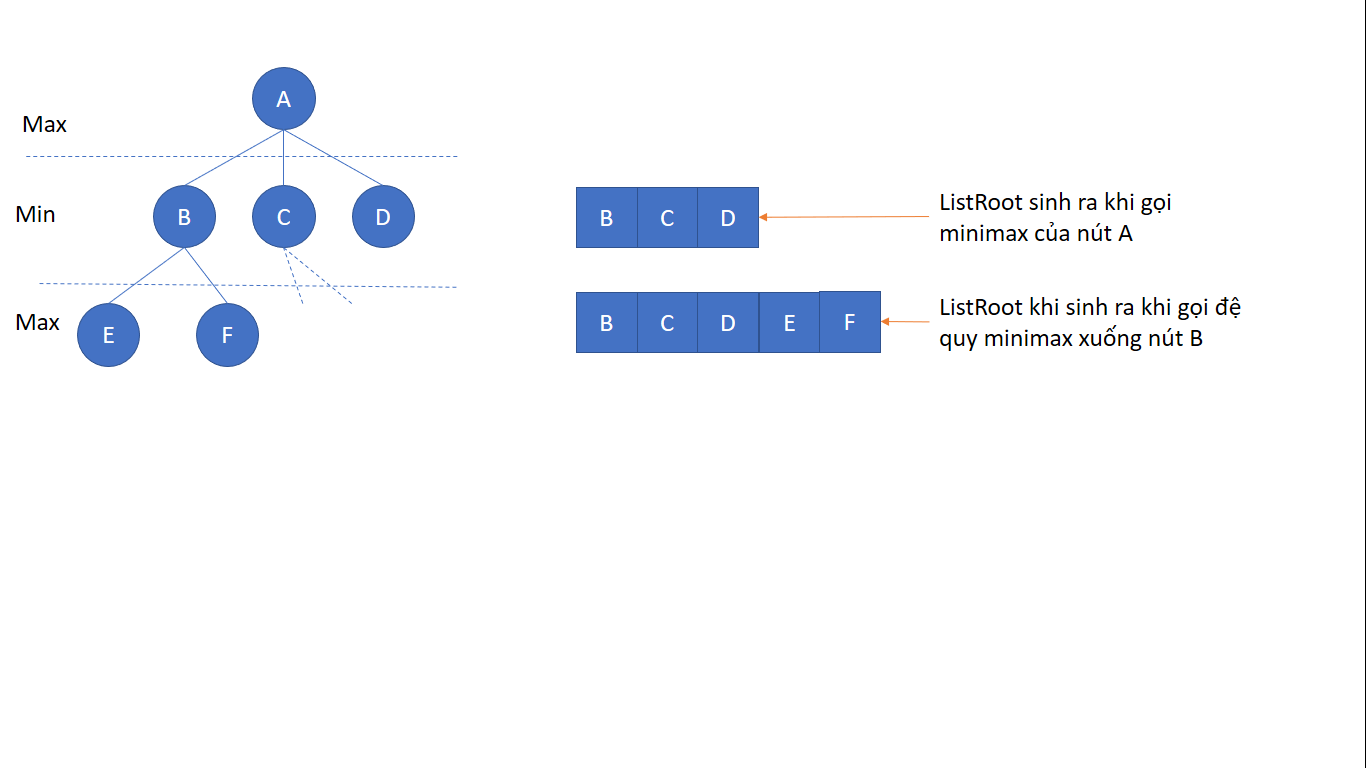 A
Max
Min
B
C
D
Max
E
F
B C D
ListRoot sinh ra khi gọi
minimax của nút A
B C D E F
ListRoot khi sinh ra khi gọi đệ
quy minimax xuống nút B